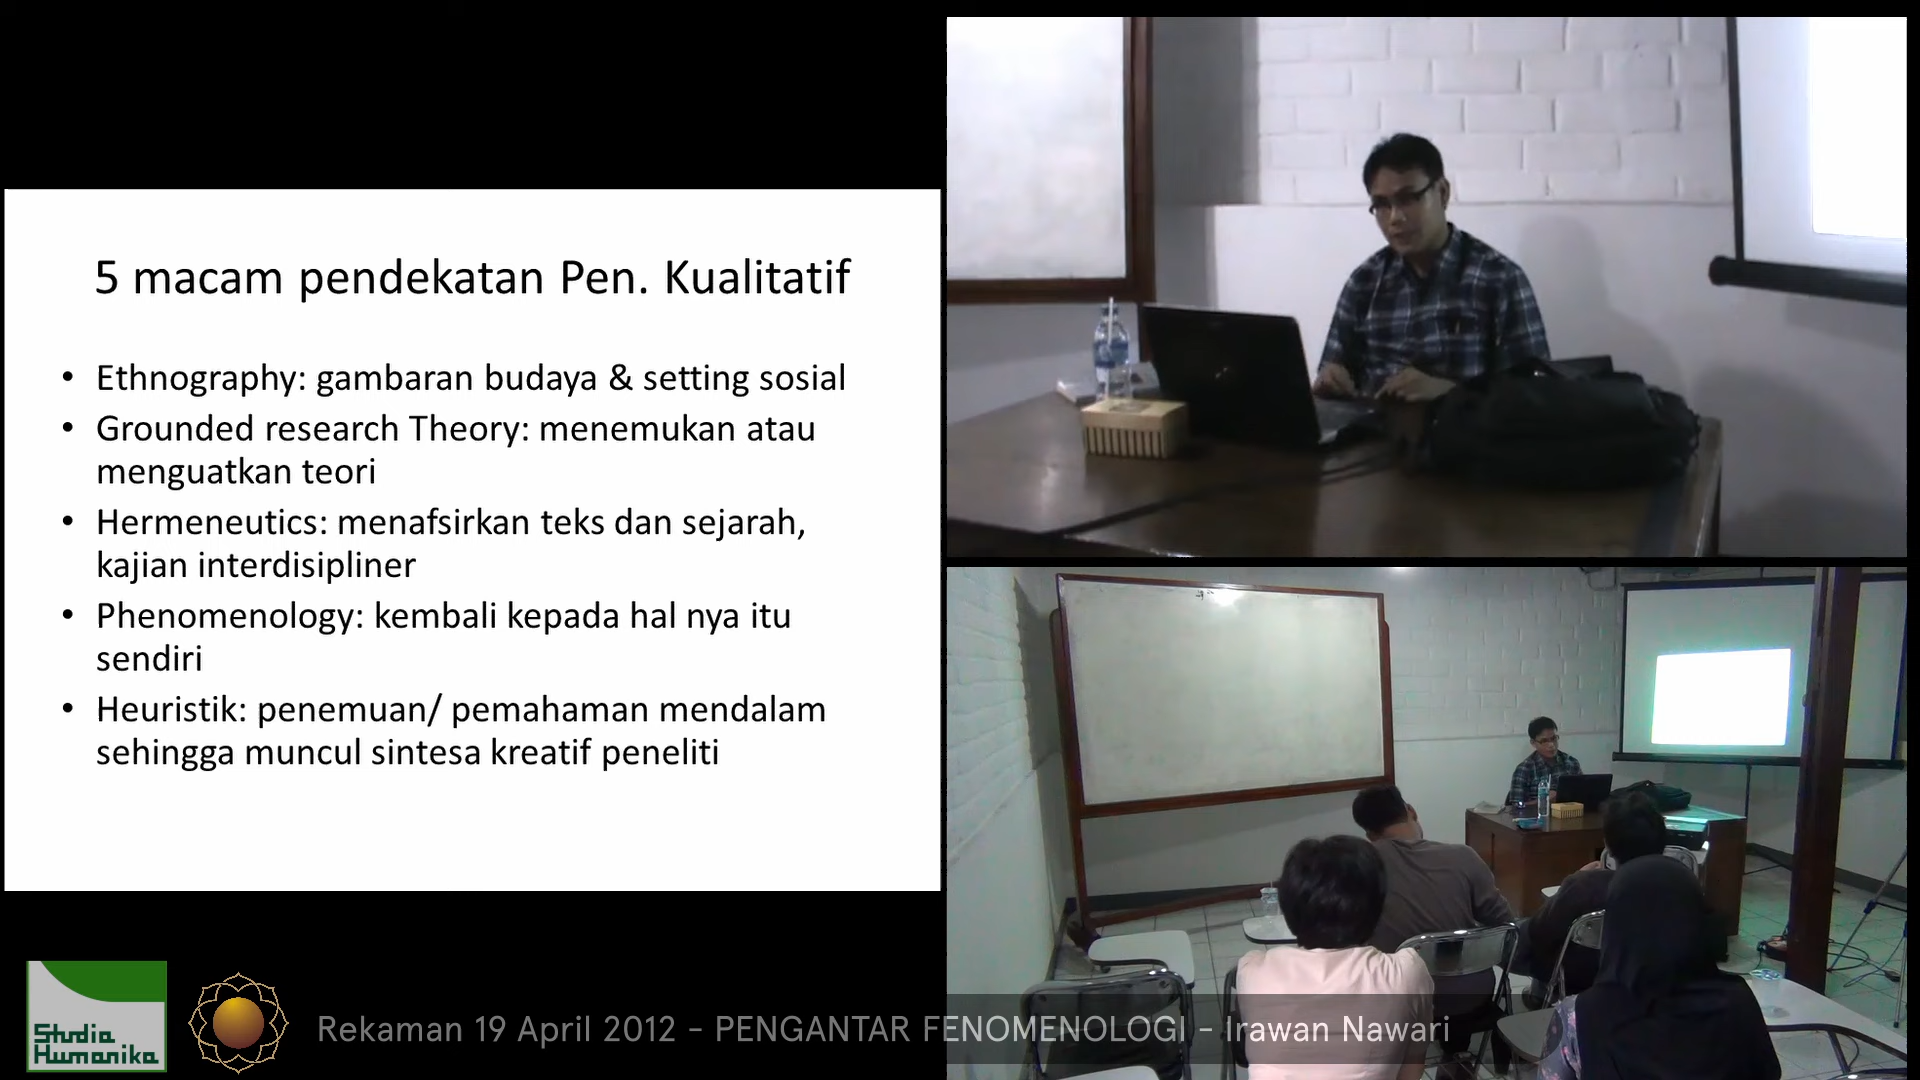 5 macam pendekatan Pen. Kualitatif
• Ethnography: gambaran budaya & setting sosial
• Grounded research Theory: menemukan atau
menguatkan teori
• Hermeneutics: menafsirkan teks dan sejarah,
kajian interdisipliner
• Phenomenology: kembali kepada hal nya itu
sendiri
• Heuristik: penemuan/ pemahaman mendalam
sehingga muncul sintesa kreatif peneliti
Studia
Humanika
Rekaman 19 April 2012 - PENGANTAR FENOMENOLOGI - Irawan Nawari